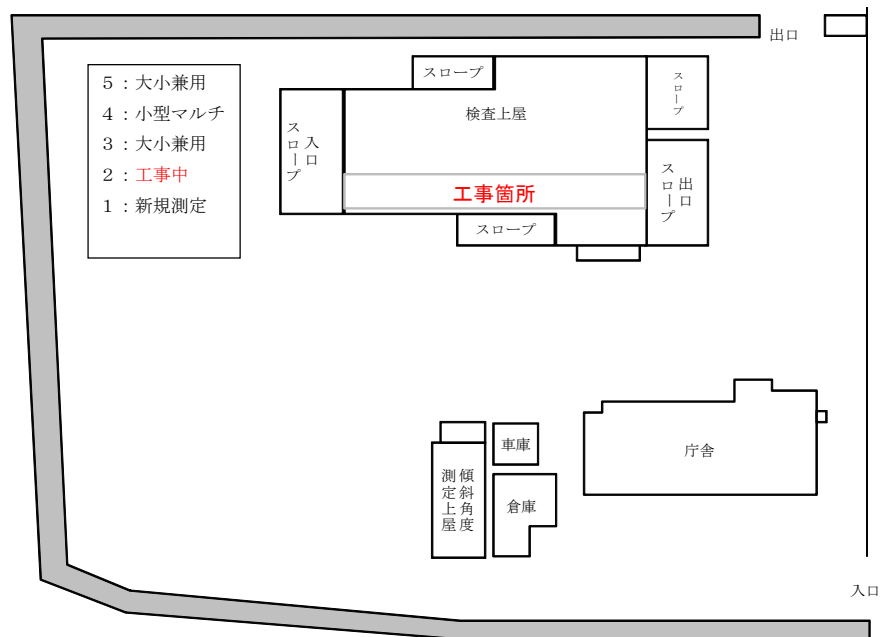 出口
5:大小兼用
4:小型マルチ
3:大小兼用
2:工事中
1:新規測定
スロープ
スロープ
検査上屋
入口
スロープ
工事箇所
出口
スロープ
スロープ
車庫
傾斜角度
測定上屋
倉庫
庁舎
入口